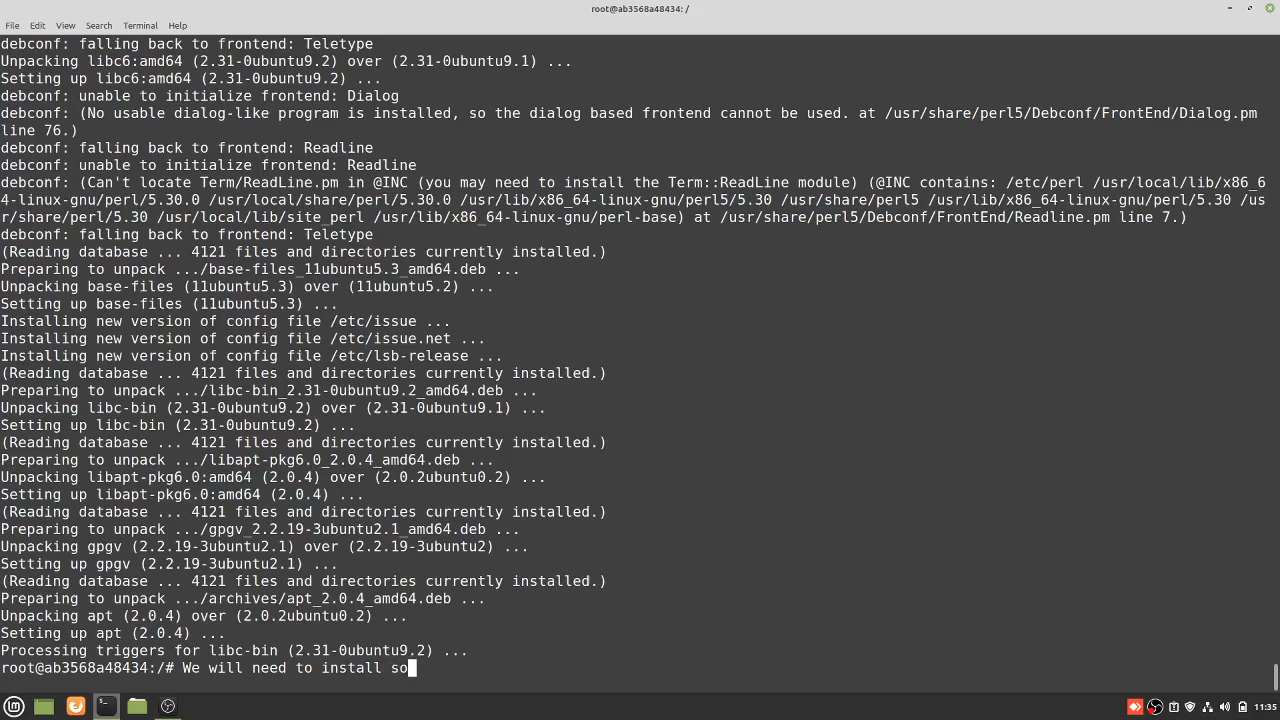 root@ab3568a48434: /
File Edit View Search Terminal Help
debconf: falling back to frontend: Teletype
Unpacking libc6:amd64 (2.31-0ubuntu9.2) over (2.31-0ubuntu9.1) ...
Setting up libc6:amd64 (2.31-0ubuntu9.2) ...
debconf: unable to initialize frontend: Dialog
debconf: (No usable dialog-like program is installed, so the dialog based frontend cannot be used. at /usr/share/perl5/Debconf/FrontEnd/Dialog.pm
line 76.)
debconf: falling back to frontend: Readline
debconf: unable to initialize frontend: Readline
debconf: (Can't locate Term/ReadLine.pm in @INC (you may need to install the Term::ReadLine module) (@INC contains: /etc/perl /usr/local/lib/x86_6
4-linux-gnu/perl/5.30.0 /usr/local/share/perl/5.30.0 /usr/lib/x86_64-linux-gnu/perl5/5.30 /usr/share/perl5 /usr/lib/x86_64-linux-gnu/perl/5.30 /us
r/share/perl/5.30 /usr/local/lib/site_perl /usr/lib/x86_64-linux-gnu/perl-base) at /usr/share/perl5/Debconf/FrontEnd/Readline.pm line 7.)
debconf: falling back to frontend: Teletype
(Reading database ... 4121 files and directories currently installed.)
Preparing to unpack .../base-files_11ubuntu5.3_amd64.deb ...
Unpacking base-files (11ubuntu5.3) over (11ubuntu5.2) ...
Setting up base-files (11ubuntu5.3) ...
Installing new version of config file /etc/issue ...
Installing new version of config file /etc/issue.net ...
Installing new version of config file /etc/lsb-release ...
(Reading database ... 4121 files and directories currently installed.)
Preparing to unpack .../libc-bin_2.31-0ubuntu9.2_amd64.deb ...
Unpacking libc-bin (2.31-0ubuntu9.2) over (2.31-0ubuntu9.1) ...
Setting up libc-bin (2.31-0ubuntu9.2) ...
(Reading database ... 4121 files and directories currently installed.)
Preparing to unpack .../libapt-pkg6.0_2.0.4_amd64.deb ...
Unpacking libapt-pkg6.0:amd64 (2.0.4) over (2.0.2ubuntu0.2) ...
Setting up libapt-pkg6.0:amd64 (2.0.4) ...
(Reading database ... 4121 files and directories currently installed.)
Preparing to unpack .../gpgv_2.2.19-3ubuntu2.1_amd64.deb ...
Unpacking gpgv (2.2.19-3ubuntu2.1) over (2.2.19-3ubuntu2) ...
Setting up gpgv (2.2.19-3ubuntu2.1) ...
(Reading database ... 4121 files and directories currently installed.)
Preparing to unpack .../archives/apt_2.0.4_amd64.deb ...
Unpacking apt (2.0.4) over (2.0.2ubuntu0.2) ...
Setting up apt (2.0.4) ...
Processing triggers for libc-bin (2.31-0ubuntu9.2) ...
root@ab3568a48434:/# We will need to install so
11:35